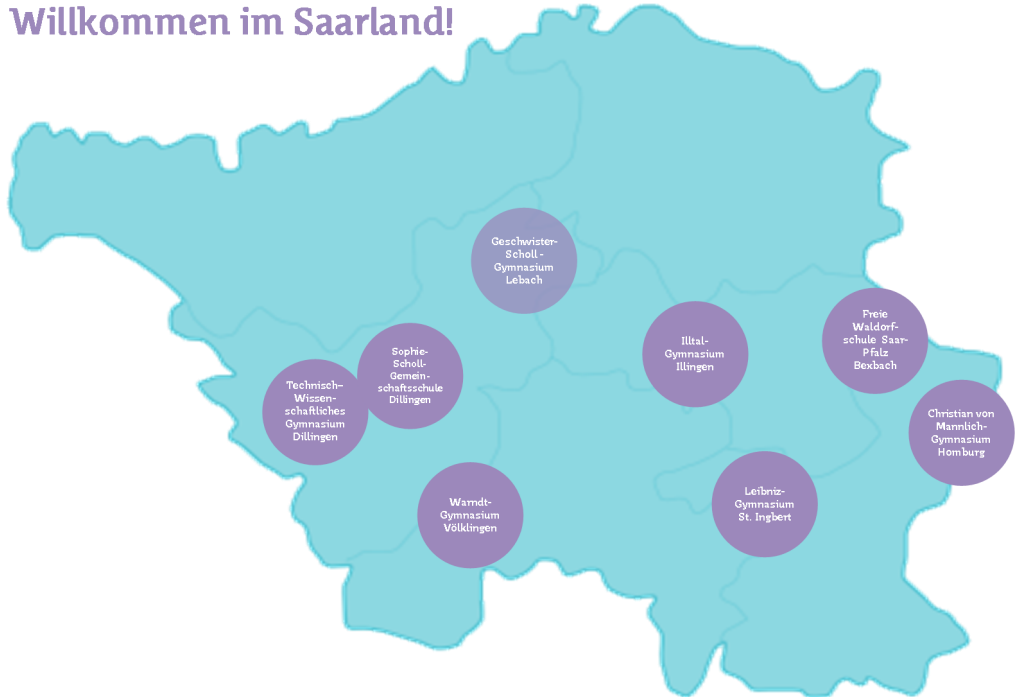 Willkommen im Saarland!
Geschwister-
Scholl -
Gymnasium
Lebach
Illtal-
Gymnasium
Illingen
Freie
Waldorf-
schule Saar-
Pfalz
Bexbach
Sophie-
Scholl-
Gemein-
schaftsschule
Dillingen
Technisch-
Wissen-
schaftliches
Gymnasium
Dillingen
Christian von
Mannlich-
Gymnasium
Homburg
Warndt-
Gymnasium
Völklingen
Leibniz-
Gymnasium
St. Ingbert